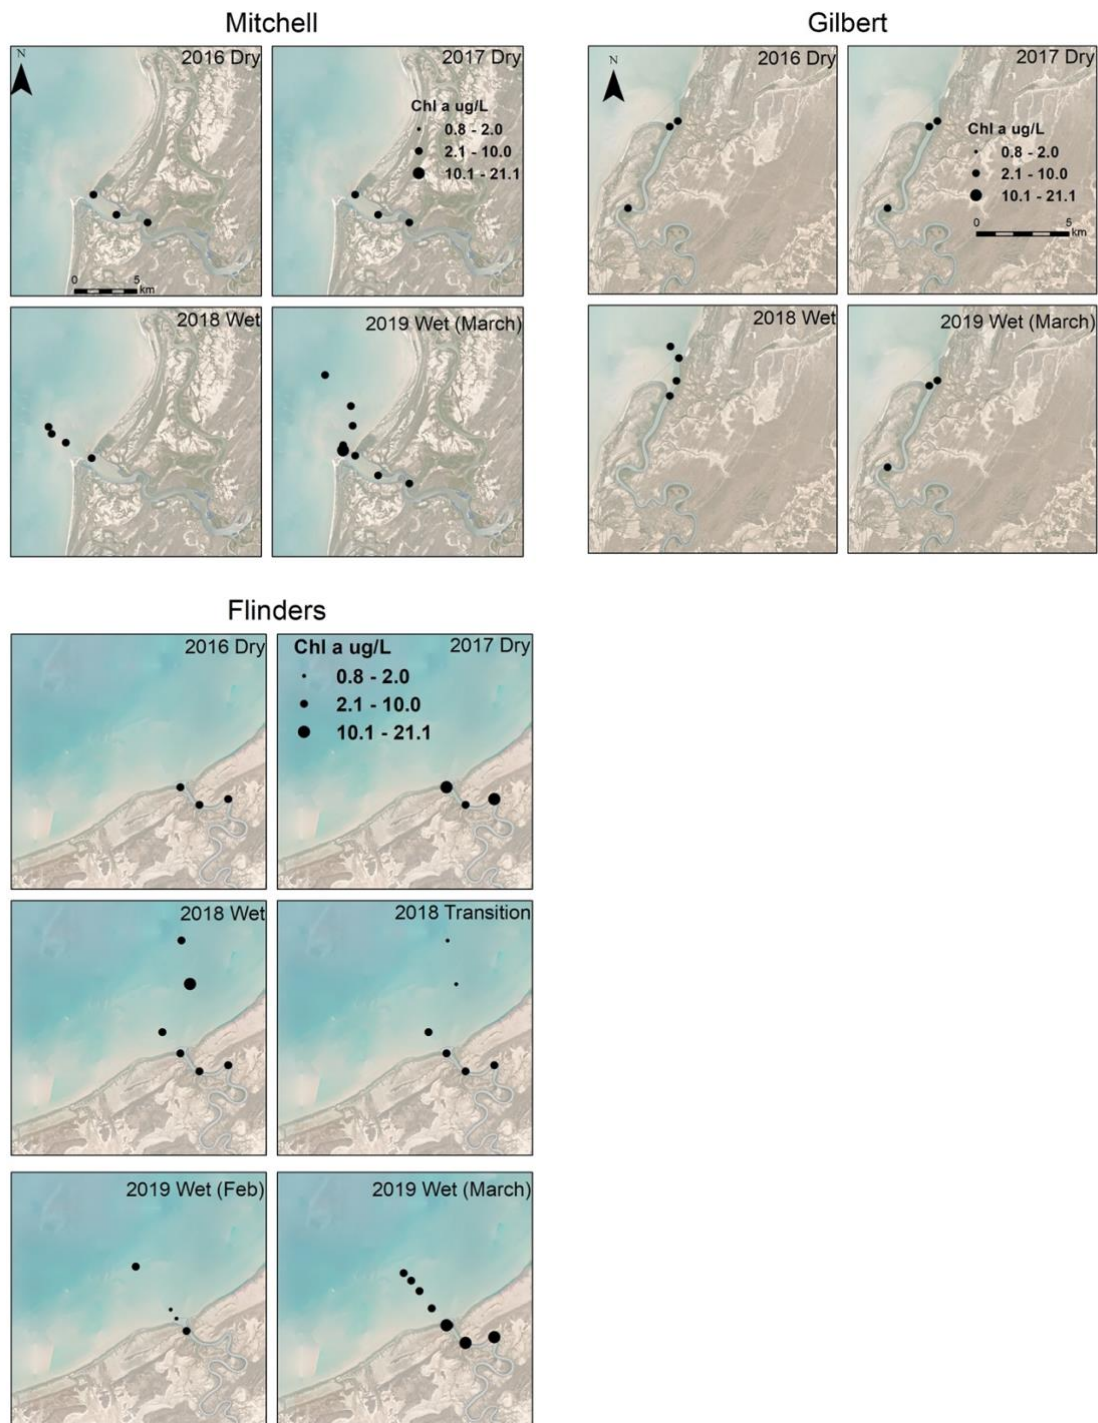 Mitchell
N
2016 Dry
2017 Dry
Chl a ug/L
0.8 - 2.0
2.1 - 10.0
10.1 - 21.1
0 5
km
2018 Wet
2019 Wet (March)
Gilbert
N
2016 Dry
2017 Dry
Chl a ug/L
0.8 - 2.0
2.1 - 10.0
10.1 - 21.1
0 5
km
2018 Wet
2019 Wet (March)
Flinders
2016 Dry
2017 Dry
Chl a ug/L
0.8 - 2.0
2.1 - 10.0
10.1 - 21.1
2018 Wet
2018 Transition
2019 Wet (Feb)
2019 Wet (March)